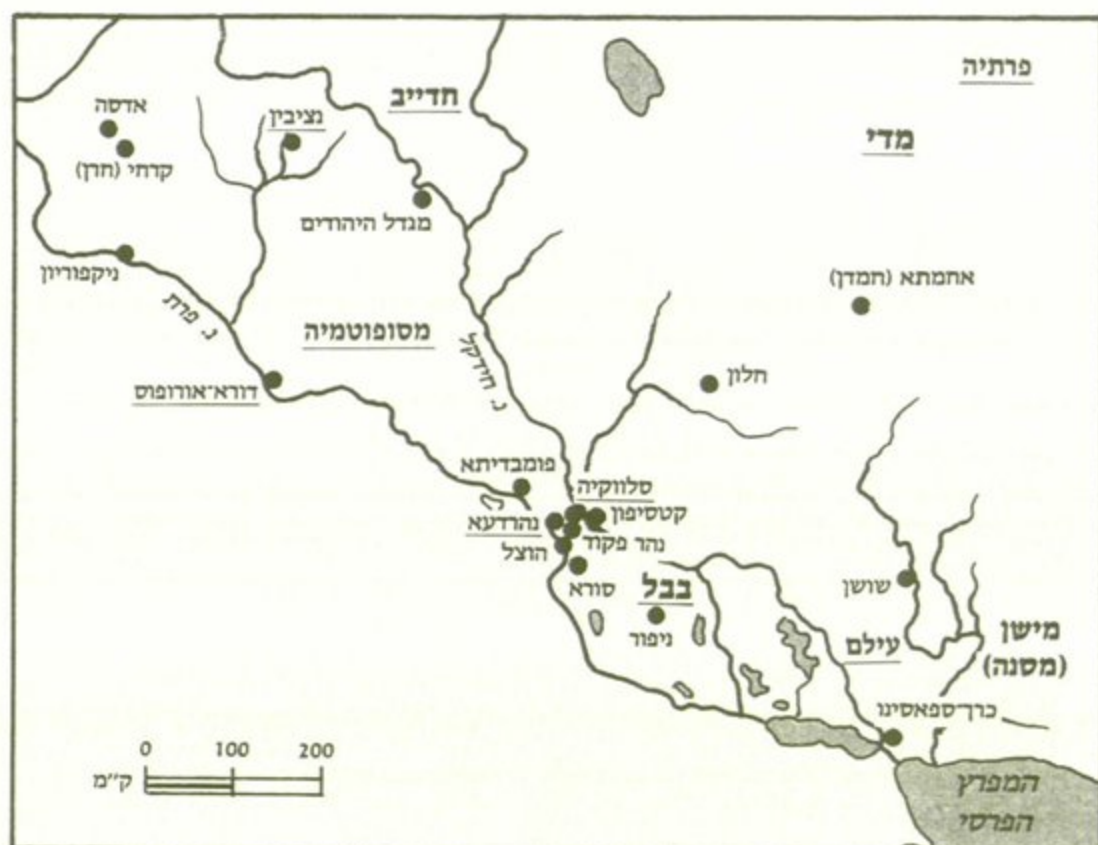 פרתיה
חדייב
מדי
אדסה
נציבין
קרחי (חרן)
מגדל היהודים
ניקפוריון
אחמתא (חמדן)
נ. פרת
מסופוטמיה
נ. חידקל
חלון
דורא־אורופוס
פומבדיתא
סלווקיה
קטסיפון
נהרדעא
נהר פקוד
הוצל
סורא
בבל
ניפור
שושן
מישן
(מסנה)
עילם
כרך־ספאסינו
המפרץ
הפרסי
0 100 200
ק"מ